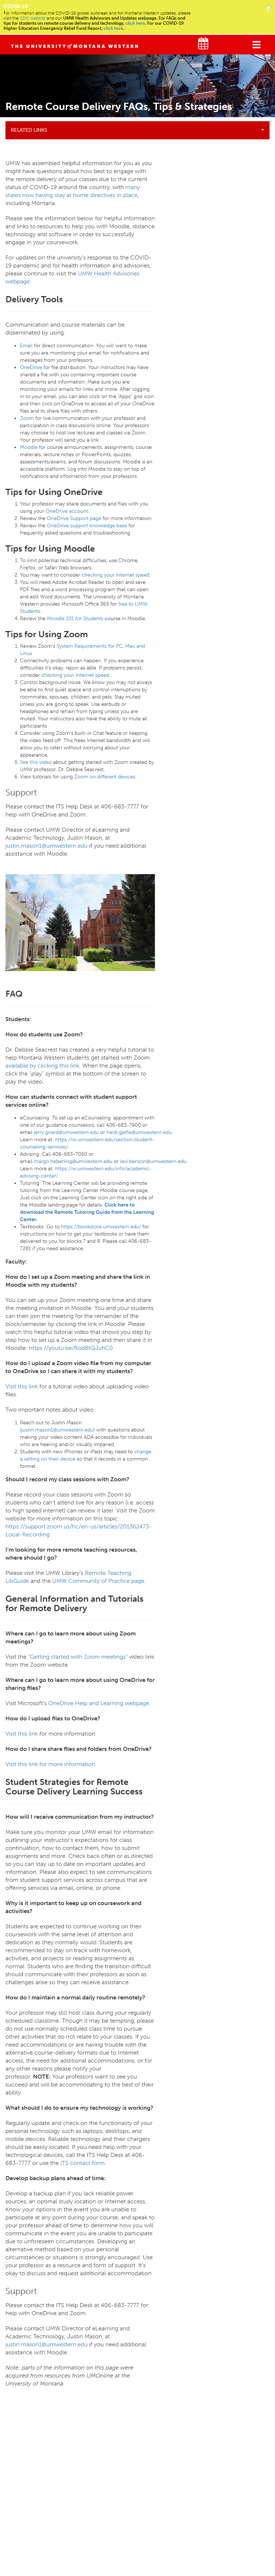 COVID-19
For information about the COVID-19 global outbreak and for Montana Western updates, please
visit the CDC website and our UMW Health Advisories and Updates webpage. For FAQs and
tips for students on remote course delivery and technology, click here. For our COVID-19
Higher Education Emergency Relief Fund Report, click here.
THE UNIVERSITY of MONTANA WESTERN
Remote Course Delivery FAQs, Tips & Strategies
RELATED LINKS
UMW has assembled helpful information for you as you
might have questions about how best to engage with
the remote delivery of your classes due to the current
status of COVID-19 around the country, with many
states now having stay at home directives in place,
including Montana.
Please see the information below for helpful information
and links to resources to help you with Moodle, distance
technology and software in order to successfully
engage in your coursework.
For updates on the university's response to the COVID-
19 pandemic and for health information and advisories,
please continue to visit the UMW Health Advisories
webpage.
Delivery Tools
Communication and course materials can be
disseminated by using:
• Email for direct communication. You will want to make
sure you are monitoring your email for notifications and
messages from your professors.
• OneDrive for file distribution. Your instructors may have
shared a file with you containing important course
documents and information. Make sure you are
monitoring your emails for links and more. After logging
in to your email, you can also click on the "Apps" grid icon
and then click on OneDrive to access all of your OneDrive
files and to share files with others.
• Zoom for live communication with your professor and
participation in class discussions online. Your professors
may choose to host live lectures and classes via Zoom.
Your professor will send you a link.
• Moodle for course announcements, assignments, course
materials, lecture notes or PowerPoints, quizzes,
assessments/exams, and forum discussions. Moodle is an
accessible portal day or night. Log into Moodle to stay on top of
notifications and information from your professors.
Tips for Using OneDrive
1. Your professor may share documents and files with you
using your OneDrive account.
2. Review the OneDrive Support page for more information.
3. Review the OneDrive support knowledge base for
frequently asked questions and troubleshooting.
Tips for Using Moodle
1. To limit potential technical difficulties, use Chrome,
Firefox, or Safari Web browsers.
2. You may want to consider checking your Internet speed.
3. You will need Adobe Acrobat Reader to open and save
PDF files and a word processing program that can open
and edit word documents. The University of Montana
Western provides Microsoft Office 365 for free to UMW
Students.
4. Review the Moodle 101 for Students course in Moodle.
Tips for Using Zoom
1. Review Zoom's System Requirements for PC, Mac and
Linux.
2. Connectivity problems can happen. If you experience
difficulties it's okay, try to rejoin. If problems persist,
consider checking your Internet speed.
3. Control background noise: We know you may not always
be able to find quiet space and control distractions, but
do your best to limit them. Use earbuds or
headphones and refrain from typing unless you are
muted. Your instructors also have the ability to mute all
participants.
4. Consider using Zoom's built-in Chat feature or keeping
the video feed off. This frees bandwidth and will also
allow you to listen without worrying about your
appearance.
5. See this video about getting started with Zoom created by
UMW professor, Dr. Debbie Seacrest.
6. View tutorials for using Zoom on different devices.
Support
Please contact the ITS Help Desk at 406-683-7777 for
help with OneDrive and Zoom.
Please contact UMW Director of eLearning and
Academic Technology, Justin Mason, at
justin.mason1@umwestern.edu if you need additional
assistance with Moodle.
FAQ
Students:
How do students use Zoom?
Dr. Debbie Seacrest has created a very helpful tutorial to
help Montana Western students get started with Zoom
available by clicking this link. When the page opens,
click the "play" symbol at the bottom of the screen to
play the video.
How can students connect with student support
services online?
• eCounseling: To set up an eCounseling appointment with
one of our graduate counselors, call 406-683-7900 or
email jerry.girard@umwestern.edu or heidi.gpelle@umwestern.edu.
Learn more at: https://w.umwestern.edu/section/student-
counseling-services/
• Advising: Call 406-683-7050 or
email margo.heberling@umwestern.edu or lexi.benson@umwestern.edu.
Learn more at: https://w.umwestern.edu/info/academic-
advising-center/
• Tutoring: The Learning Center will be providing remote
tutoring from the Learning Center Moodle course page.
Just click on the Learning Center icon on the right side of
the Moodle landing page to get started. Click here to
download the Remote Tutoring Guide from the Learning
Center.
• Textbooks: Go to https://bookstore.umwestern.edu/ for
information on ordering your textbooks, or pick them up
in person during block 7 and 8. Please call 406-683-
7281 if you need assistance.
Faculty:
How do I set up a Zoom meeting and share the link in
Moodle with my students?
You can set up your Zoom meeting one time and share
the meeting invitation in Moodle. You and your students
can then join that meeting for the remainder of the
block/semester by clicking the link in Moodle. Please
watch this helpful tutorial video that shows you step by
step how to set up a Zoom meeting and then share it in
Moodle: https://youtu.be/Rod8tQJuhC0
How do I upload a Zoom video file from my computer
to OneDrive so I can share it with my students?
Visit this link for a tutorial video about uploading video
files.
Two important notes about video:
1. Reach out to Justin Mason
(justin.mason1@umwestern.edu) with questions about
making your video content ADA accessible for individuals
who are hearing and/or visually impaired.
2. Students with new iPhones or iPads may need to change
a setting on their device so that it records in a common
format.
Should I record my class sessions with Zoom?
Please record your class sessions with Zoom so
students who can't attend live for any reason (i.e. access
to high speed internet) can review it later. Visit the Zoom
website for more information on this topic:
https://support.zoom.us/hc/en-us/articles/201362473-
Local-Recording
I'm looking for more remote teaching resources,
where should I go?
Please visit the UMW Library's Remote Teaching
LibGuide and the UMW Community of Practice page.
General Information and Tutorials
for Remote Delivery
Where can I go to learn more about using Zoom
meetings?
Visit the "Getting started with Zoom meetings" video link
from the Zoom website.
Where can I go to learn more about using OneDrive for
sharing files?
Visit Microsoft's OneDrive Help and Learning webpage.
How do I upload files to OneDrive?
Visit this link for more information.
How do I share share files and folders from OneDrive?
Visit this link for more information.
Student Strategies for Remote
Course Delivery Learning Success
How will I receive communication from my instructor?
Make sure you monitor your UMW email for information
outlining your instructor's expectations for class
continuation, how to contact them, how to submit
assignments and more. Check email often or as directed
so you can stay up to date on important updates and
information. Please also expect to see communications
from student support services across campus that are
offering services via email, online, or phone.
Why is it important to keep up on coursework and
activities?
Students are expected to continue working on their
coursework with the same level of attention and
dedication as they would normally would. Students are
strongly recommended to stay on track with homework,
activities, and projects or reading assignments as
normal. Students who are finding the transition difficult
should communicate with their professors as soon as
challenges arise so they can receive assistance.
How do I maintain a normal daily routine remotely?
Your professor may still host class during your regularly
scheduled classtime. Though it may be tempting, please
do not use normally scheduled class time to pursue
other activities that do not relate to your classes. If you
need accommodations or are having trouble with the
alternative course-delivery formats due to Internet
access, the need for additional accommodations, or for
any other reasons please notify your
professor. NOTE: Your professors want to see you
succeed and will be accommodating to the best of their
ability.
What should I do to ensure my technology is working?
Regularly update and check on the functionality of your
personal technology such as laptops, desktops, and
mobile devices. Reliable technology and their chargers
should be easily located. If you need help with your
technological devices, call the ITS Help Desk at 406-
683-7777 or use the ITS contact form.
Develop backup plans ahead of time:
Develop a backup plan if you lack reliable power
sources, an optimal study location or Internet access.
Know your options in the event you are unable to
participate at any point during your course, and speak to
your professor ahead of time to determine how you will
communicate in the event you are unable to participate
due to unforeseen circumstances. Developing an
alternative method based on your personal
circumstances or situations is strongly encouraged. Use
your professor as a resource and form of support. It's
okay to discuss and request additional accommodation.
Support
Please contact the ITS Help Desk at 406-683-7777 for
help with OneDrive and Zoom.
Please contact UMW Director of eLearning and
Academic Technology, Justin Mason, at
justin.mason1@umwestern.edu if you need additional
assistance with Moodle.
Note: parts of the information on this page were
acquired from resources from UMOnline at the
University of Montana.